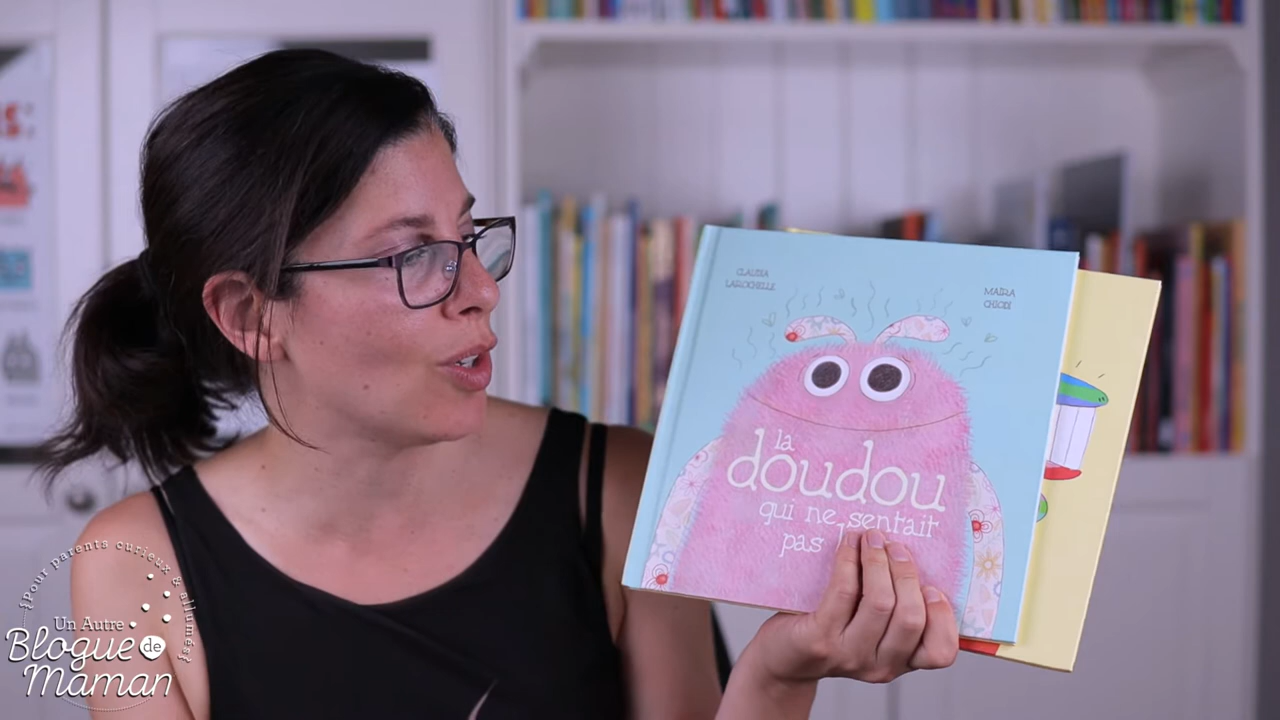 CLAUDIA
LAROCHELLE
MAIRA
CHIODI
la
doudou
qui ne sentait
pas
{Pour parents curieux & allumés}
Un Autre
Blogue de
Maman